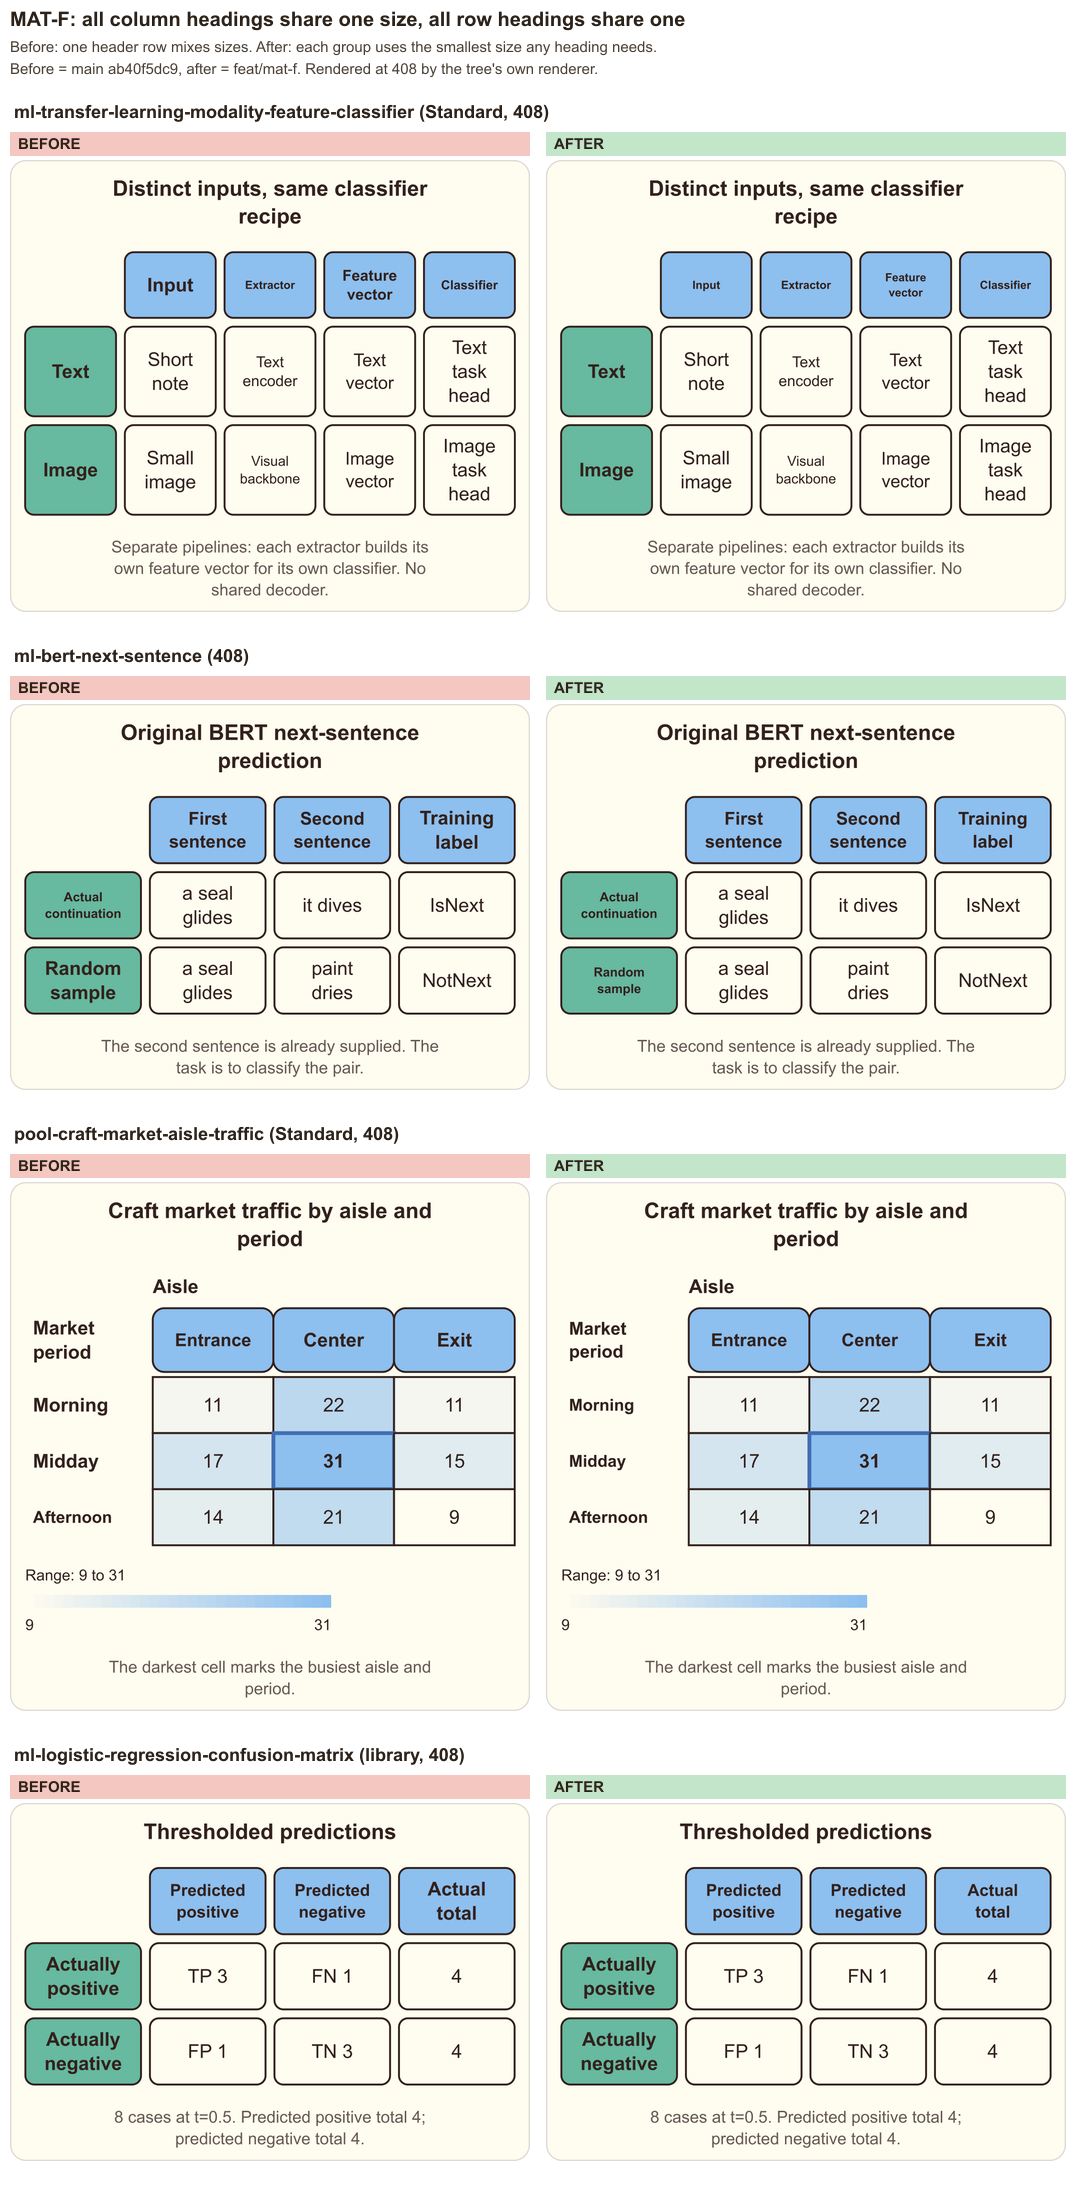 MAT-F: all column headings share one size, all row headings share one
Before: one header row mixes sizes. After: each group uses the smallest size any heading needs.
Before = main ab40f5dc9, after = feat/mat-f. Rendered at 408 by the tree's own renderer.
ml-transfer-learning-modality-feature-classifier (Standard, 408)
BEFORE
Distinct inputs, same classifier
recipe
Input
Extractor
Feature
vector
Classifier
Text
Short
note
Text
encoder
Text
vector
Text
task
head
Image
Small
image
Visual
backbone
Image
vector
Image
task
head
Separate pipelines: each extractor builds its
own feature vector for its own classifier. No
shared decoder.
AFTER
Distinct inputs, same classifier
recipe
Input
Extractor
Feature
vector
Classifier
Text
Short
note
Text
encoder
Text
vector
Text
task
head
Image
Small
image
Visual
backbone
Image
vector
Image
task
head
Separate pipelines: each extractor builds its
own feature vector for its own classifier. No
shared decoder.
ml-bert-next-sentence (408)
BEFORE
Original BERT next-sentence
prediction
First
sentence
Second
sentence
Training
label
Actual
continuation
a seal
glides
it dives
IsNext
Random
sample
a seal
glides
paint
dries
NotNext
The second sentence is already supplied. The
task is to classify the pair.
AFTER
Original BERT next-sentence
prediction
First
sentence
Second
sentence
Training
label
Actual
continuation
a seal
glides
it dives
IsNext
Random
sample
a seal
glides
paint
dries
NotNext
The second sentence is already supplied. The
task is to classify the pair.
pool-craft-market-aisle-traffic (Standard, 408)
BEFORE
Craft market traffic by aisle and
period
Aisle
Market
period
Entrance
Center
Exit
Morning
11
22
11
Midday
17
31
15
Afternoon
14
21
9
Range: 9 to 31
9
31
The darkest cell marks the busiest aisle and
period.
AFTER
Craft market traffic by aisle and
period
Aisle
Market
period
Entrance
Center
Exit
Morning
11
22
11
Midday
17
31
15
Afternoon
14
21
9
Range: 9 to 31
9
31
The darkest cell marks the busiest aisle and
period.
ml-logistic-regression-confusion-matrix (library, 408)
BEFORE
Thresholded predictions
Predicted
positive
Predicted
negative
Actual
total
Actually
positive
TP 3
FN 1
4
Actually
negative
FP 1
TN 3
4
8 cases at t=0.5. Predicted positive total 4;
predicted negative total 4.
AFTER
Thresholded predictions
Predicted
positive
Predicted
negative
Actual
total
Actually
positive
TP 3
FN 1
4
Actually
negative
FP 1
TN 3
4
8 cases at t=0.5. Predicted positive total 4;
predicted negative total 4.